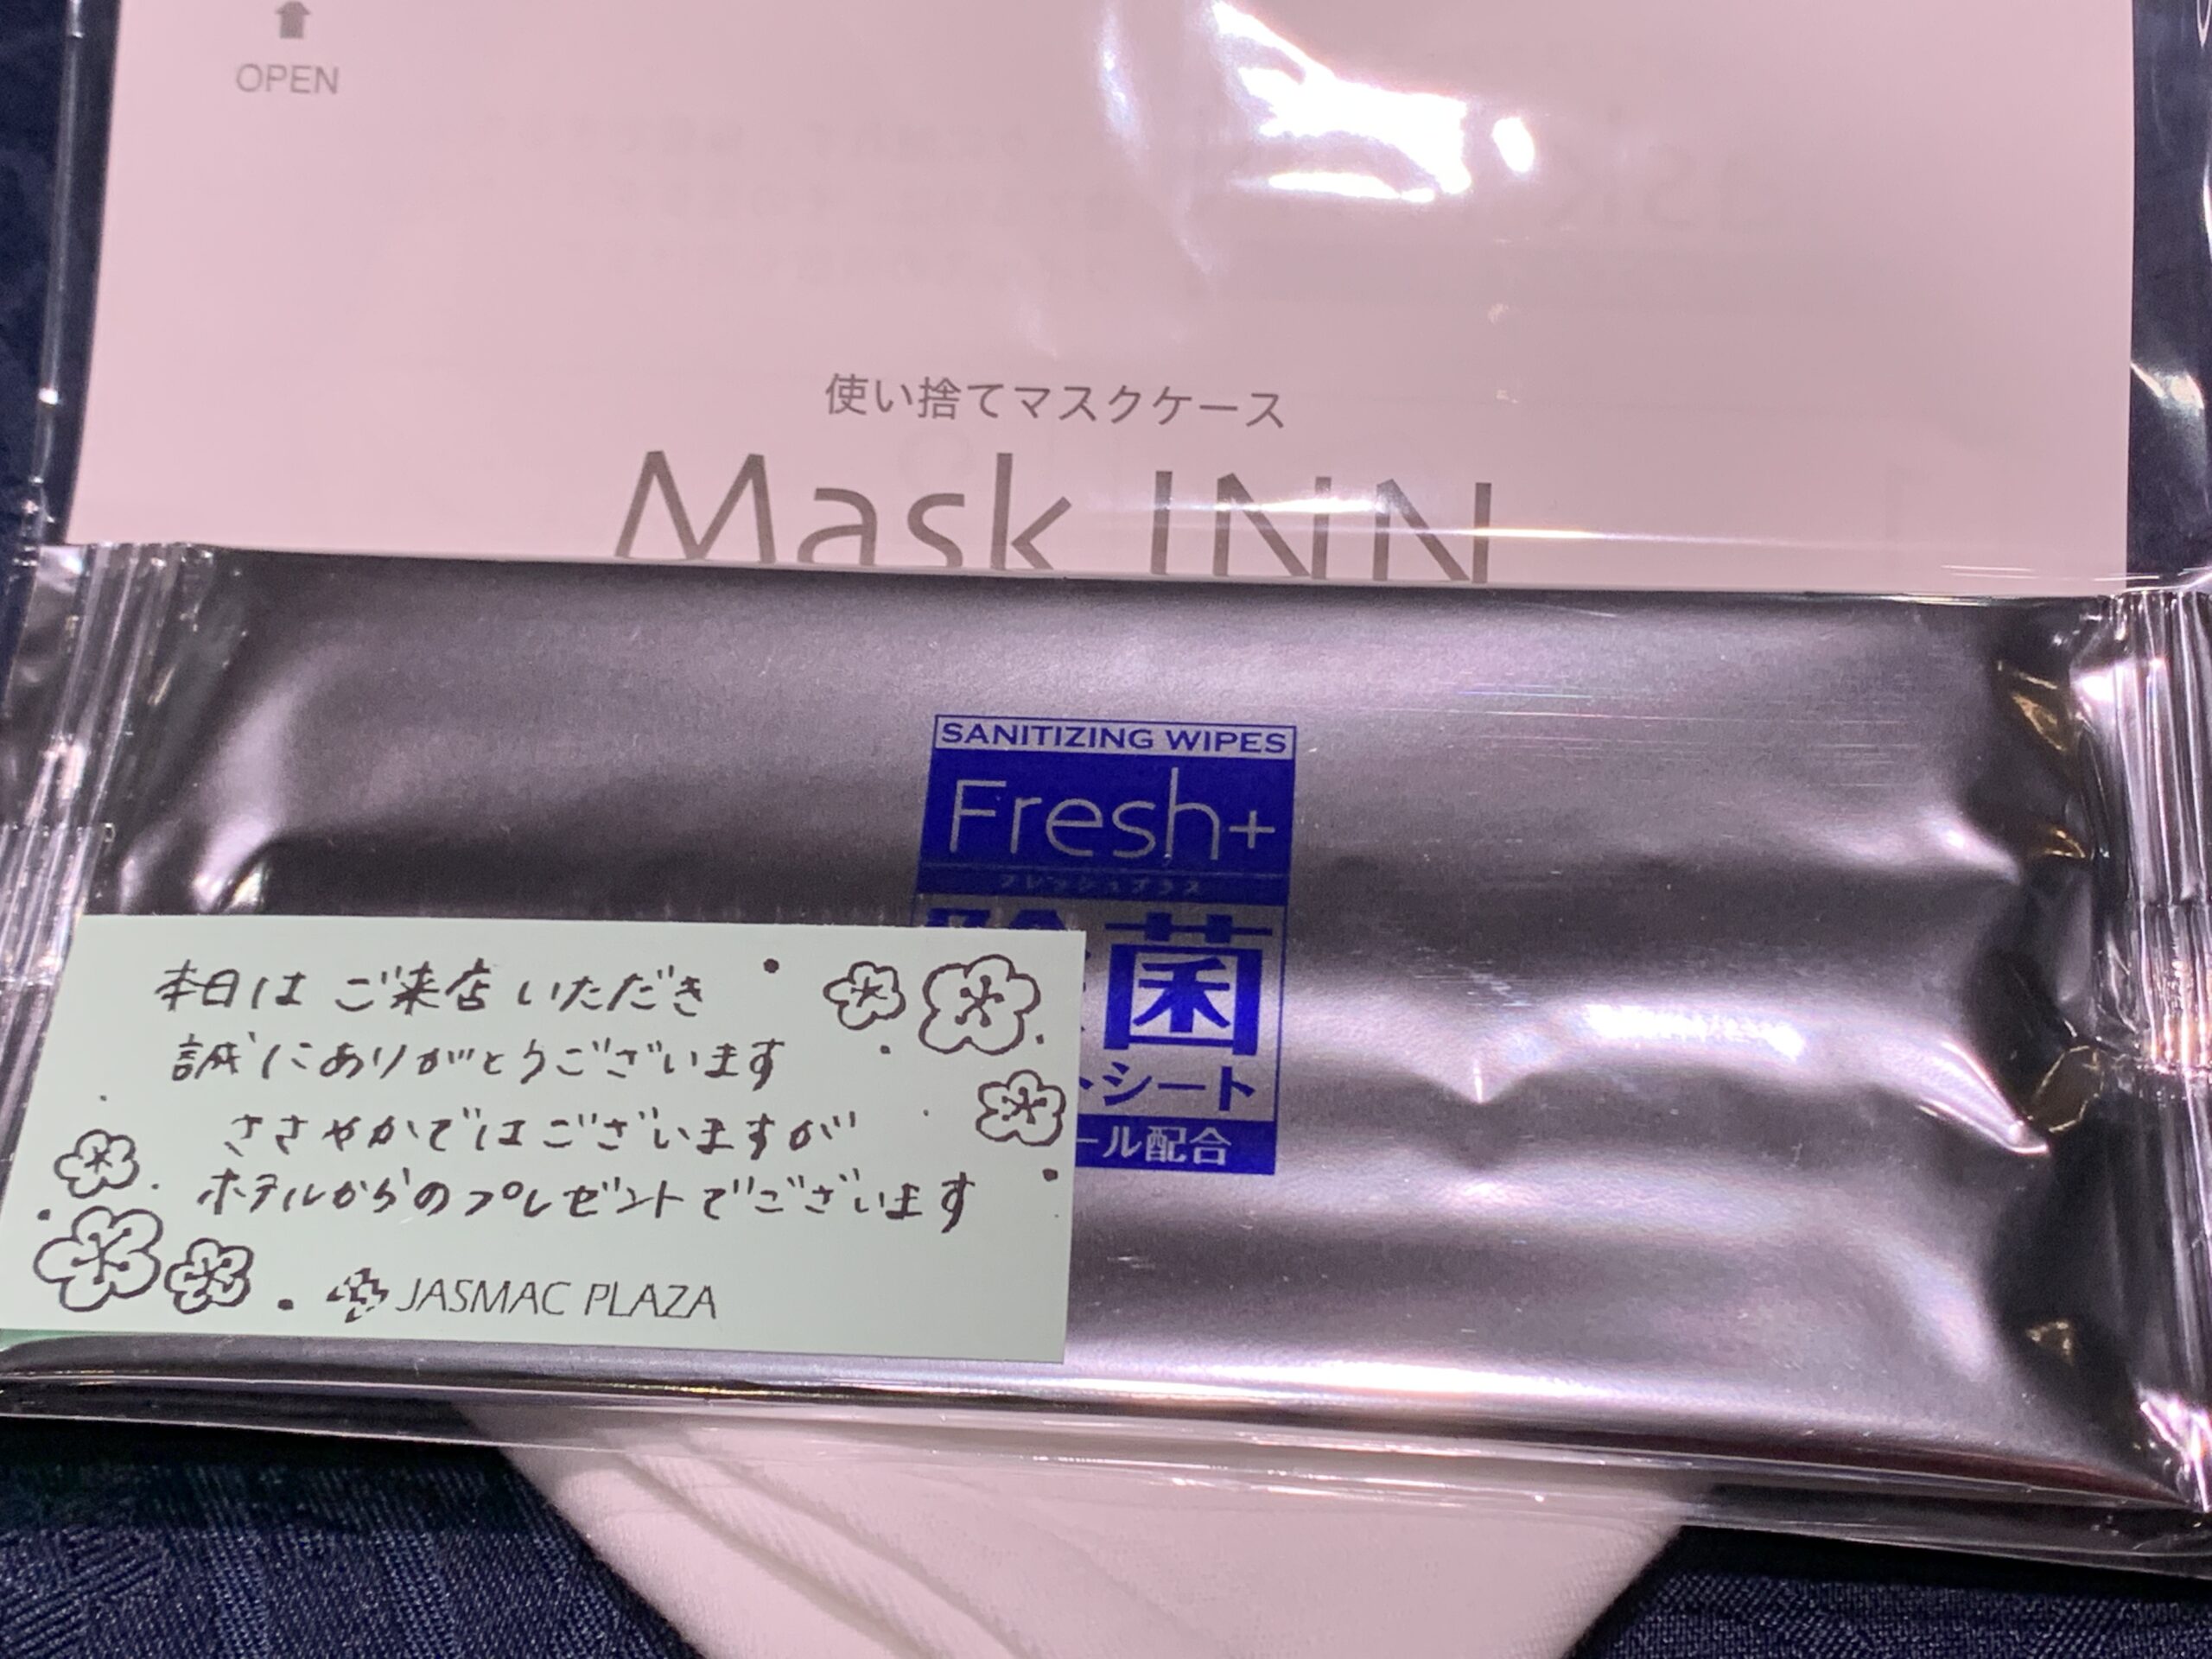 OPEN
使い捨てマスクケース
Mask INN
SANITIZING WIPES
Fresh+
フレッシュプラス
菌
シート
ール配合
本日は ご来店 いただき
誠にありがとうございます
ささやかではございますが
ホテルからのプレゼントでございます
JASMAC PLAZA